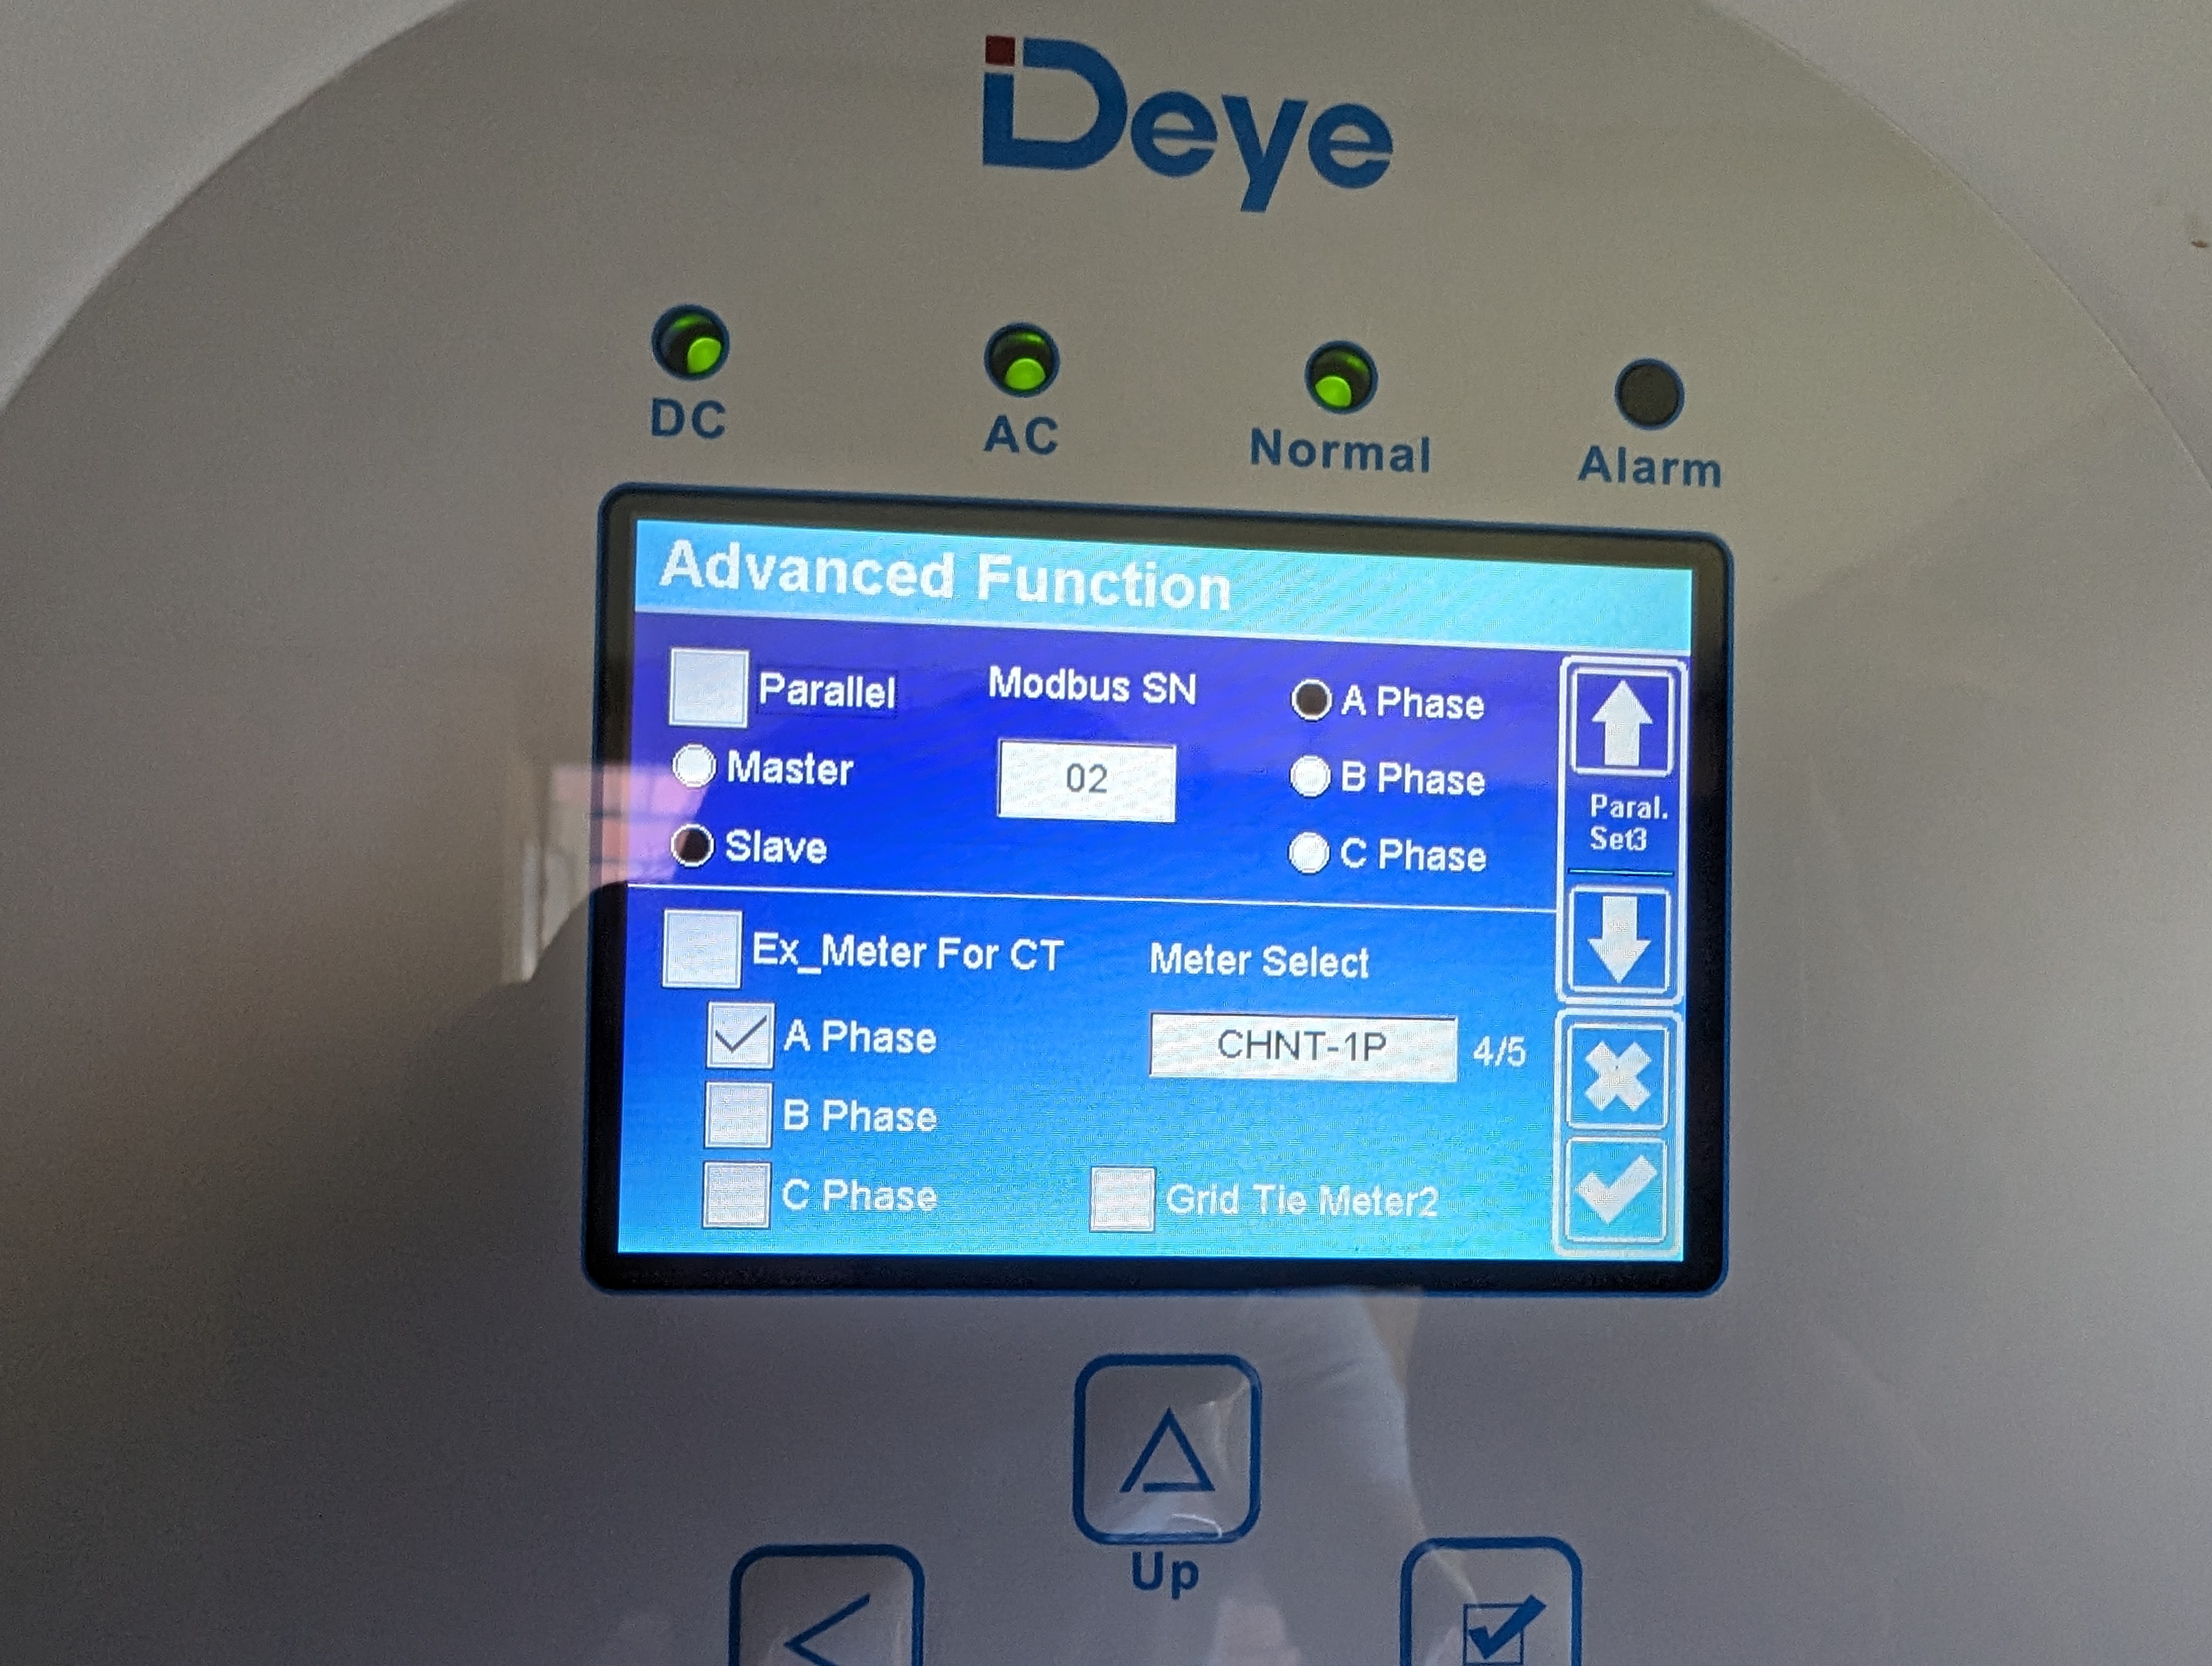 Deye
DC
AC
Normal
Alarm
Advanced Function
Parallel
Modbus SN
A Phase
Master
02
B Phase
Slave
C Phase
Paral.
Set3
Ex_Meter For CT
Meter Select
A Phase
CHNT-1P
4/5
B Phase
C Phase
Grid Tie Meter2
Up